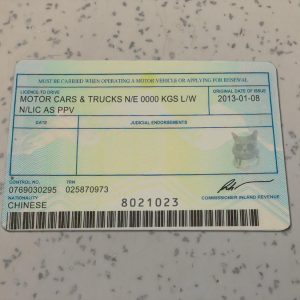 MUST BE CARRIED WHEN OPERATING A MOTOR VEHICLE OR APPLYING FOR RENEWAL
LICENCE TO DRIVE
ORIGINAL DATE OF ISSUE
MOTOR CARS & TRUCKS N/E 0000 KGS L/W
2013-01-08
N/LIC AS PPV
DATE
JUDICIAL ENDORSEMENTS
CONTROL NO.
TRN
0769030295
025870973
NATIONALITY
COMMISSIONER INLAND REVENUE
CHINESE
8021023